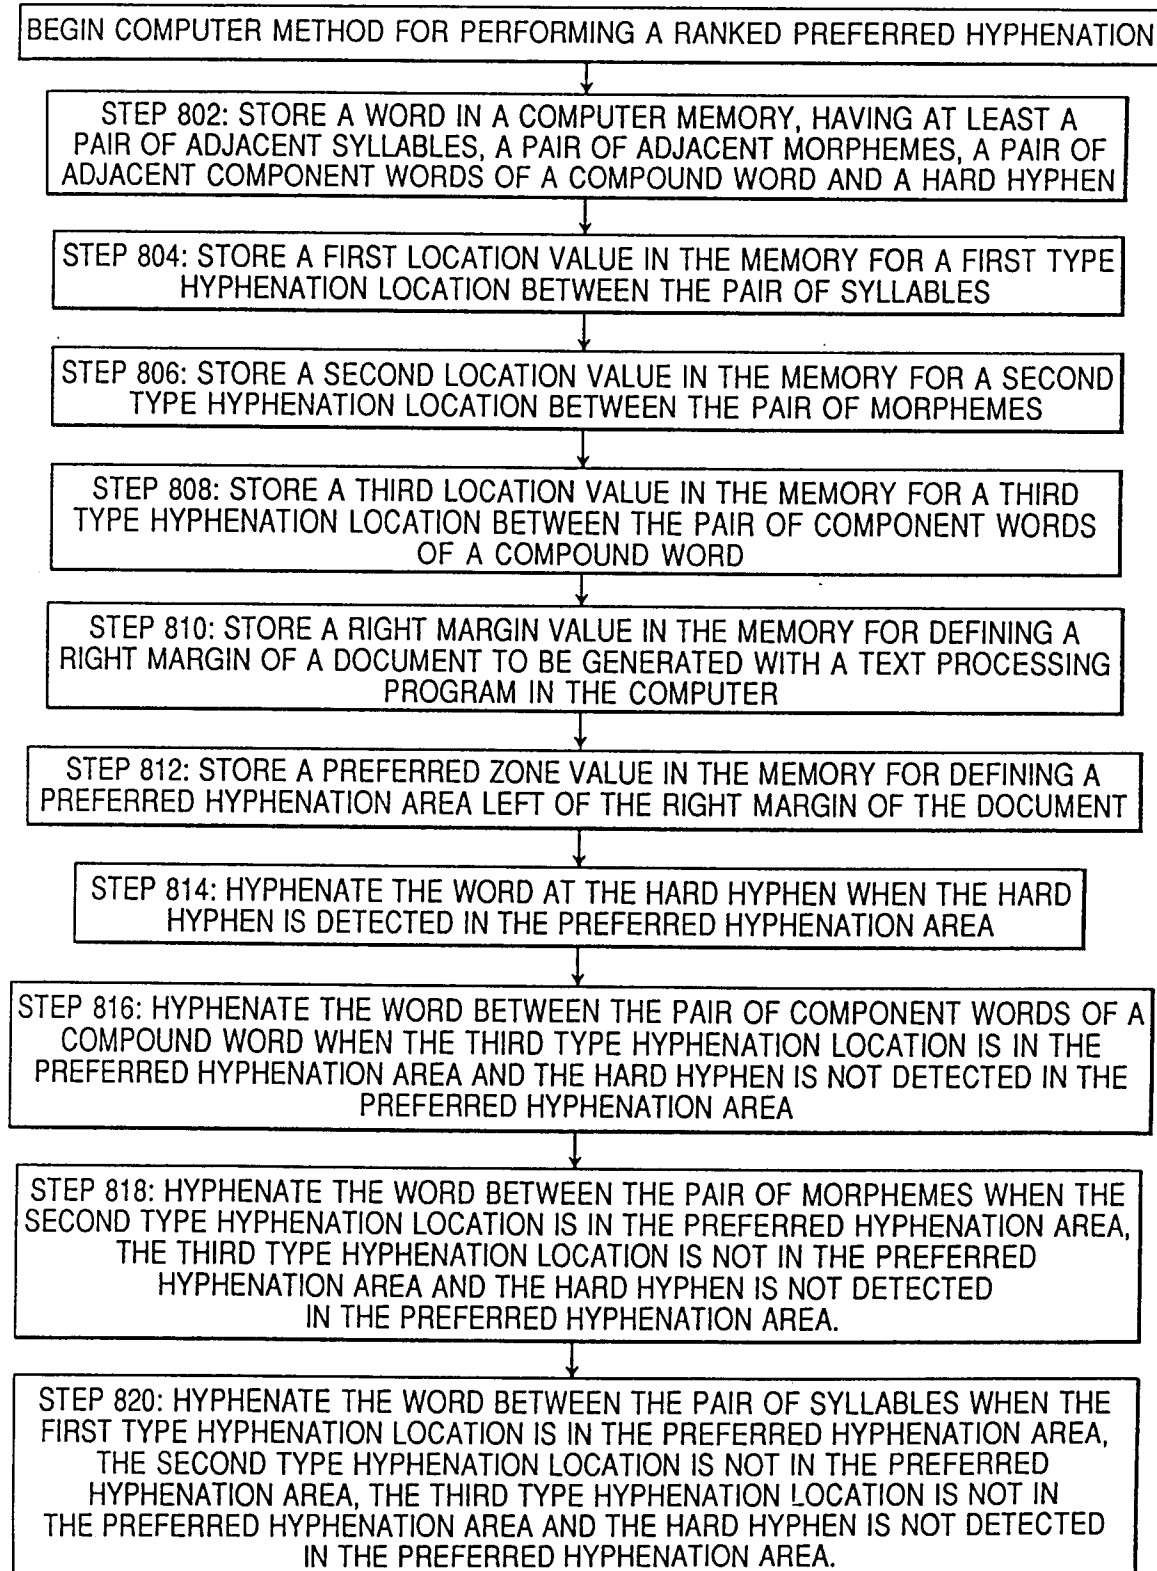 BEGIN COMPUTER METHOD FOR PERFORMING A RANKED PREFERRED HYPHENATION
STEP 802: STORE A WORD IN A COMPUTER MEMORY, HAVING AT LEAST A
PAIR OF ADJACENT SYLLABLES, A PAIR OF ADJACENT MORPHEMES, A PAIR OF
ADJACENT COMPONENT WORDS OF A COMPOUND WORD AND A HARD HYPHEN
STEP 804: STORE A FIRST LOCATION VALUE IN THE MEMORY FOR A FIRST TYPE
HYPHENATION LOCATION BETWEEN THE PAIR OF SYLLABLES
STEP 806: STORE A SECOND LOCATION VALUE IN THE MEMORY FOR A SECOND
TYPE HYPHENATION LOCATION BETWEEN THE PAIR OF MORPHEMES
STEP 808: STORE A THIRD LOCATION VALUE IN THE MEMORY FOR A THIRD
TYPE HYPHENATION LOCATION BETWEEN THE PAIR OF COMPONENT WORDS
OF A COMPOUND WORD
STEP 810: STORE A RIGHT MARGIN VALUE IN THE MEMORY FOR DEFINING A
RIGHT MARGIN OF A DOCUMENT TO BE GENERATED WITH A TEXT PROCESSING
PROGRAM IN THE COMPUTER
STEP 812: STORE A PREFERRED ZONE VALUE IN THE MEMORY FOR DEFINING A
PREFERRED HYPHENATION AREA LEFT OF THE RIGHT MARGIN OF THE DOCUMENT
STEP 814: HYPHENATE THE WORD AT THE HARD HYPHEN WHEN THE HARD
HYPHEN IS DETECTED IN THE PREFERRED HYPHENATION AREA
STEP 816: HYPHENATE THE WORD BETWEEN THE PAIR OF COMPONENT WORDS OF A
COMPOUND WORD WHEN THE THIRD TYPE HYPHENATION LOCATION IS IN THE
PREFERRED HYPHENATION AREA AND THE HARD HYPHEN IS NOT DETECTED IN THE
PREFERRED HYPHENATION AREA
STEP 818: HYPHENATE THE WORD BETWEEN THE PAIR OF MORPHEMES WHEN THE
SECOND TYPE HYPHENATION LOCATION IS IN THE PREFERRED HYPHENATION AREA,
THE THIRD TYPE HYPHENATION LOCATION IS NOT IN THE PREFERRED
HYPHENATION AREA AND THE HARD HYPHEN IS NOT DETECTED
IN THE PREFERRED HYPHENATION AREA.
STEP 820: HYPHENATE THE WORD BETWEEN THE PAIR OF SYLLABLES WHEN THE
FIRST TYPE HYPHENATION LOCATION IS IN THE PREFERRED HYPHENATION AREA,
THE SECOND TYPE HYPHENATION LOCATION IS NOT IN THE PREFERRED
HYPHENATION AREA, THE THIRD TYPE HYPHENATION LOCATION IS NOT IN
THE PREFERRED HYPHENATION AREA AND THE HARD HYPHEN IS NOT DETECTED
IN THE PREFERRED HYPHENATION AREA.